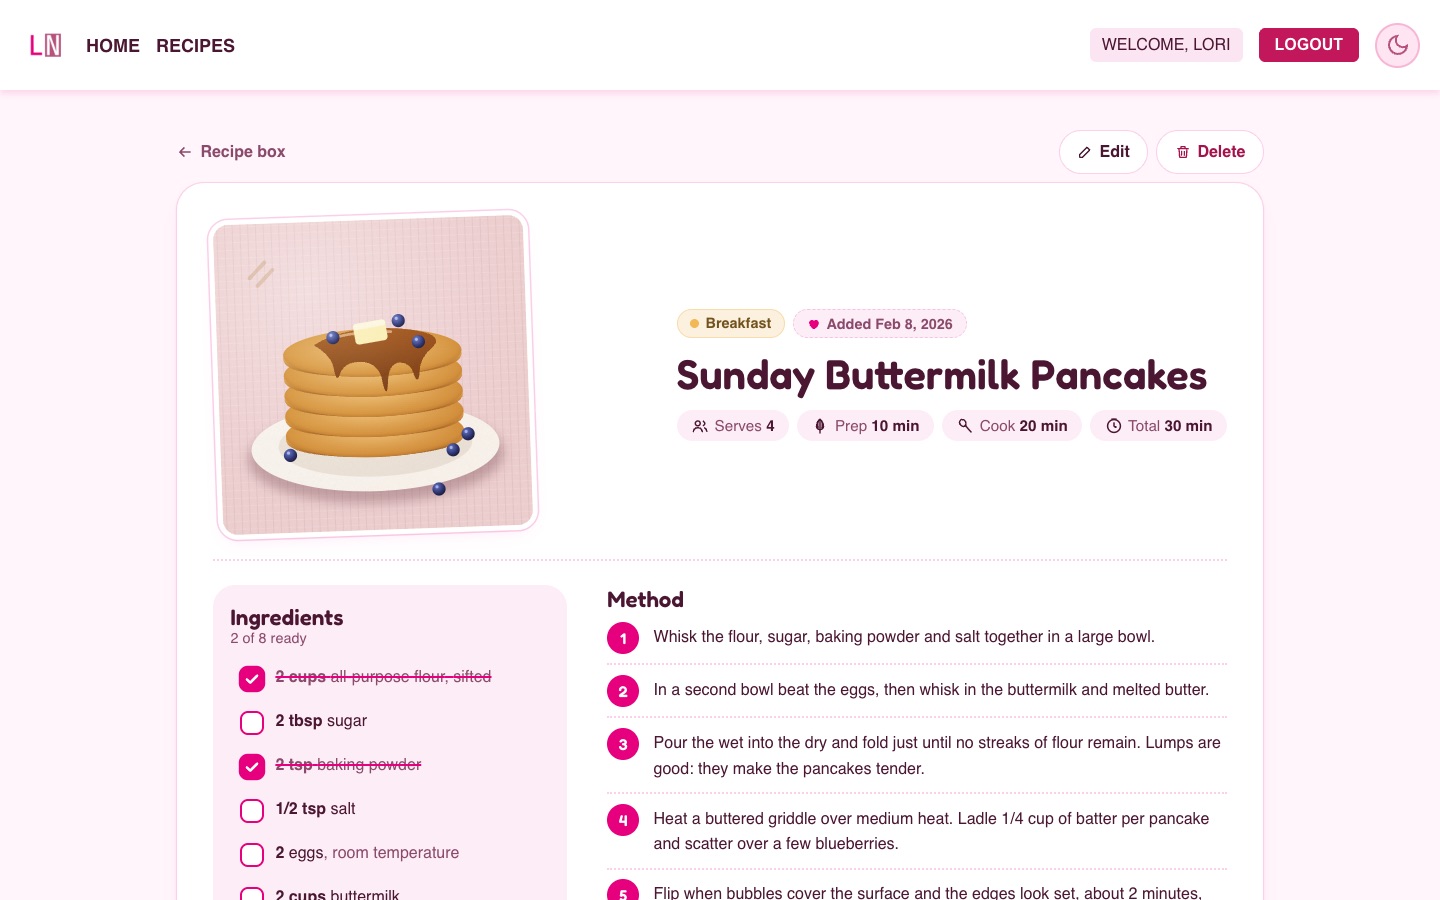 LN
HOME
RECIPES
WELCOME, LORI
LOGOUT
Recipe box
Edit
Delete
Breakfast
Added Feb 8, 2026
Sunday Buttermilk Pancakes
Serves 4
Prep 10 min
Cook 20 min
Total 30 min
Ingredients
2 of 8 ready
2 cups all-purpose flour, sifted
2 tbsp sugar
2 tsp baking powder
1/2 tsp salt
2 eggs, room temperature
2 cups buttermilk
Method
1 Whisk the flour, sugar, baking powder and salt together in a large bowl.
2 In a second bowl beat the eggs, then whisk in the buttermilk and melted butter.
3 Pour the wet into the dry and fold just until no streaks of flour remain. Lumps are
good: they make the pancakes tender.
4 Heat a buttered griddle over medium heat. Ladle 1/4 cup of batter per pancake
and scatter over a few blueberries.
5 Flip when bubbles cover the surface and the edges look set, about 2 minutes,